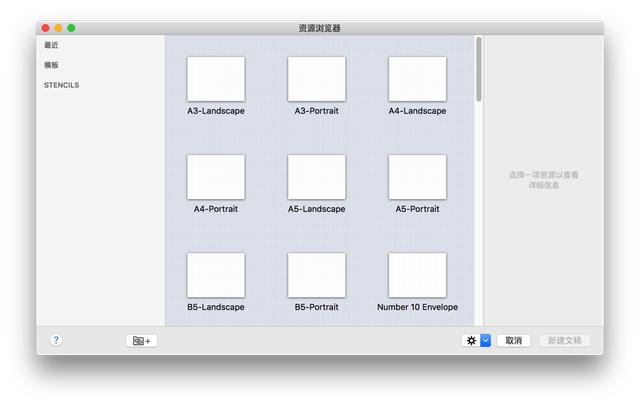 资源浏览器
最近
模板
STENCILS
A3-Landscape
A3-Portrait
A4-Landscape
A4-Portrait
A5-Landscape
A5-Portrait
B5-Landscape
B5-Portrait
Number 10 Envelope
选择一项资源以查看
详细信息
?
+
取消
新建文稿